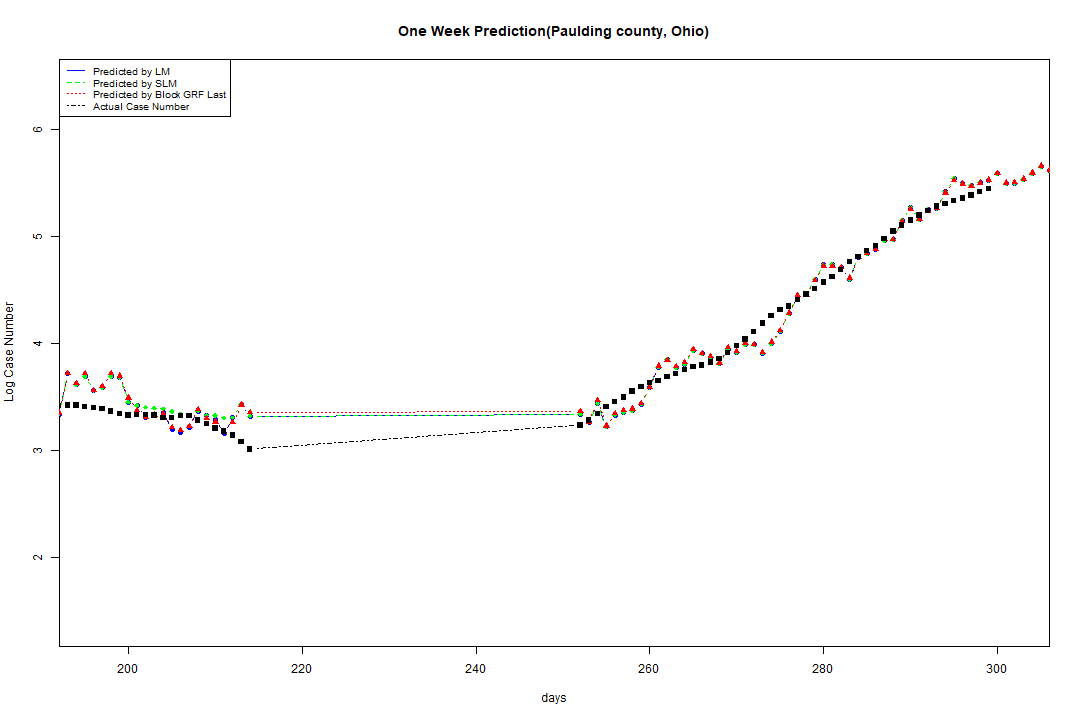 One Week Prediction(Paulding county, Ohio)
Predicted by LM
Predicted by SLM
Predicted by Block GRF Last
Actual Case Number
6
5
4
3
2
Log Case Number
200 220 240 260 280 300
days